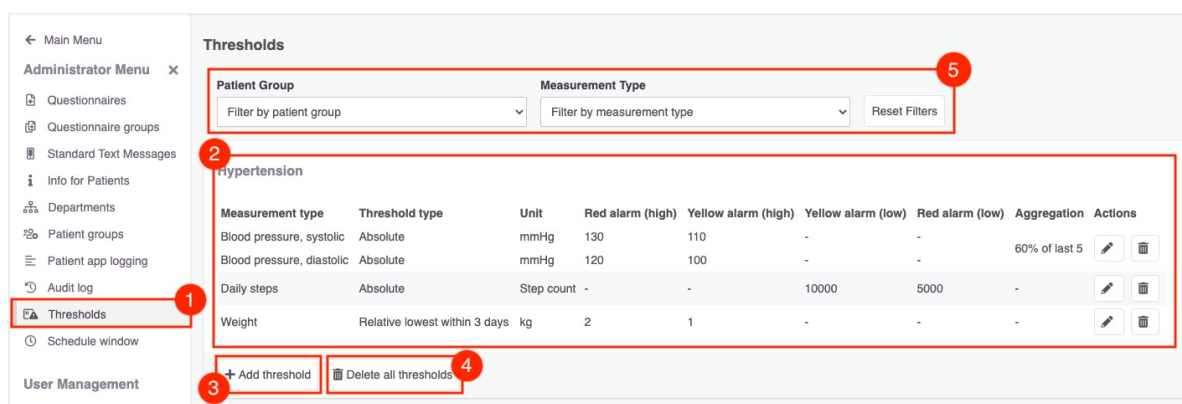 ← Main Menu
Administrator Menu ×
Questionnaires
Questionnaire groups
Standard Text Messages
Info for Patients
Departments
Patient groups
Patient app logging
Audit log
1
Thresholds
Schedule window
User Management
Thresholds
5
Patient Group Measurement Type
Filter by patient group Filter by measurement type Reset Filters
2
Hypertension
Measurement type Threshold type Unit Red alarm (high) Yellow alarm (high) Yellow alarm (low) Red alarm (low) Aggregation Actions
Blood pressure, systolic Absolute mmHg 130 110 - -
60% of last 5
Blood pressure, diastolic Absolute mmHg 120 100 - -
Daily steps Absolute Step count - - 10000 5000 -
Weight Relative lowest within 3 days kg 2 1 - - -
3 + Add threshold 4 Delete all thresholds